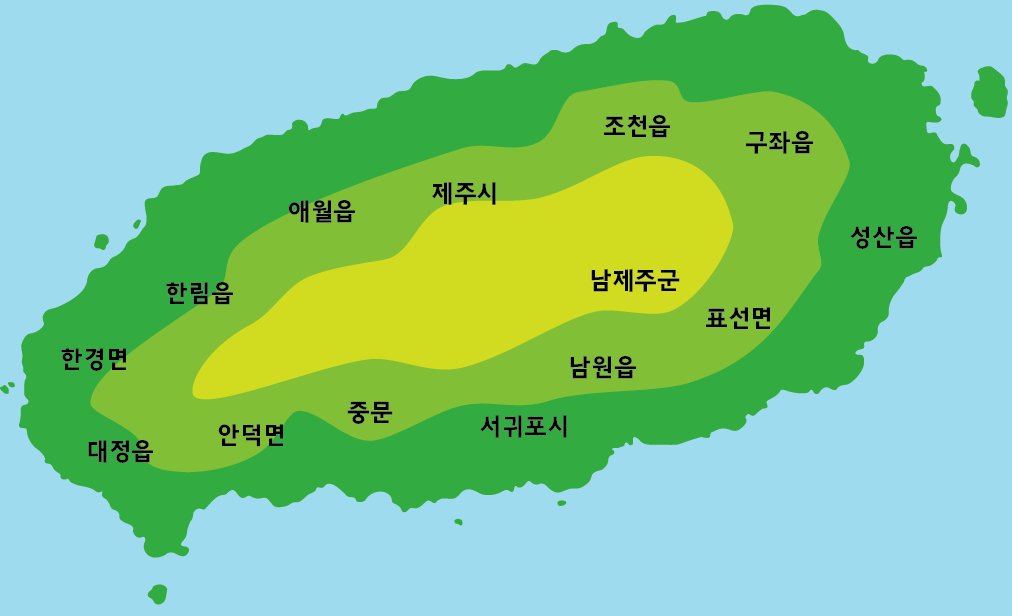 조천읍
구좌읍
제주시
애월읍
성산읍
남제주군
한림읍
표선면
한경면
남원읍
중문
서귀포시
안덕면
대정읍